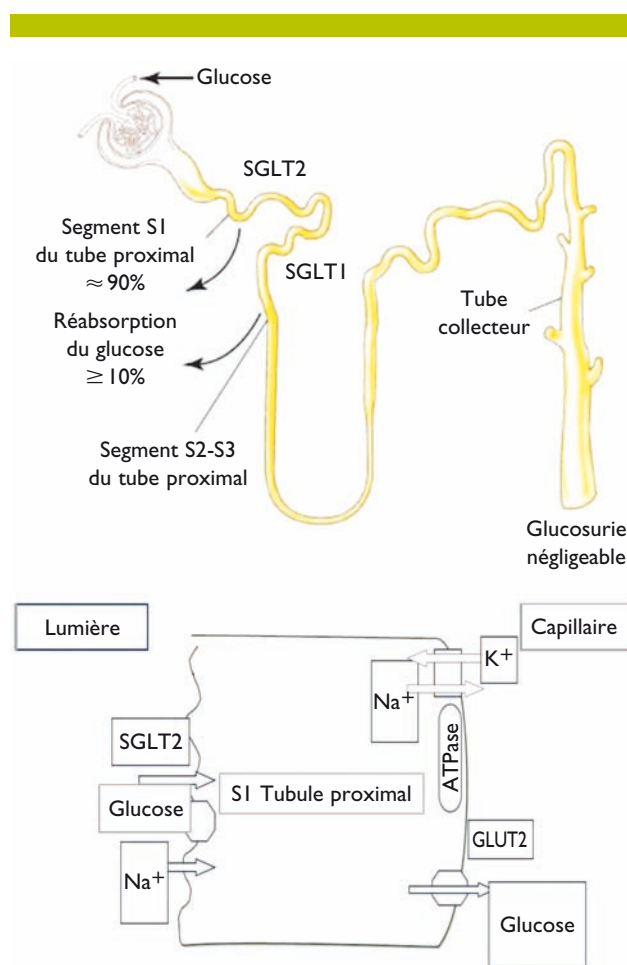 Glucose
SGLT2
Segment S1
du tube proximal
≈ 90%
SGLT1
Réabsorption
du glucose
≥ 10%
Tube
collecteur
Segment S2-S3
du tube proximal
Glucosurie
négligeable
Lumière
Capillaire
K+
Na+
SGLT2
ATPase
S1 Tubule proximal
Glucose
GLUT2
Na+
Glucose